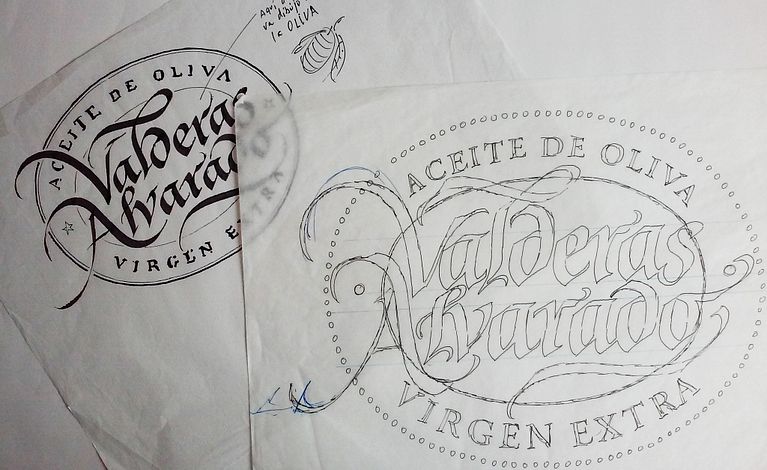 Aquí
va dibujo
la OLIVA
ACEITE DE OLIVA
Valderas
Alvarado
VIRGEN EXTRA
ACEITE DE OLIVA
Valderas
Alvarado
VIRGEN EXTRA